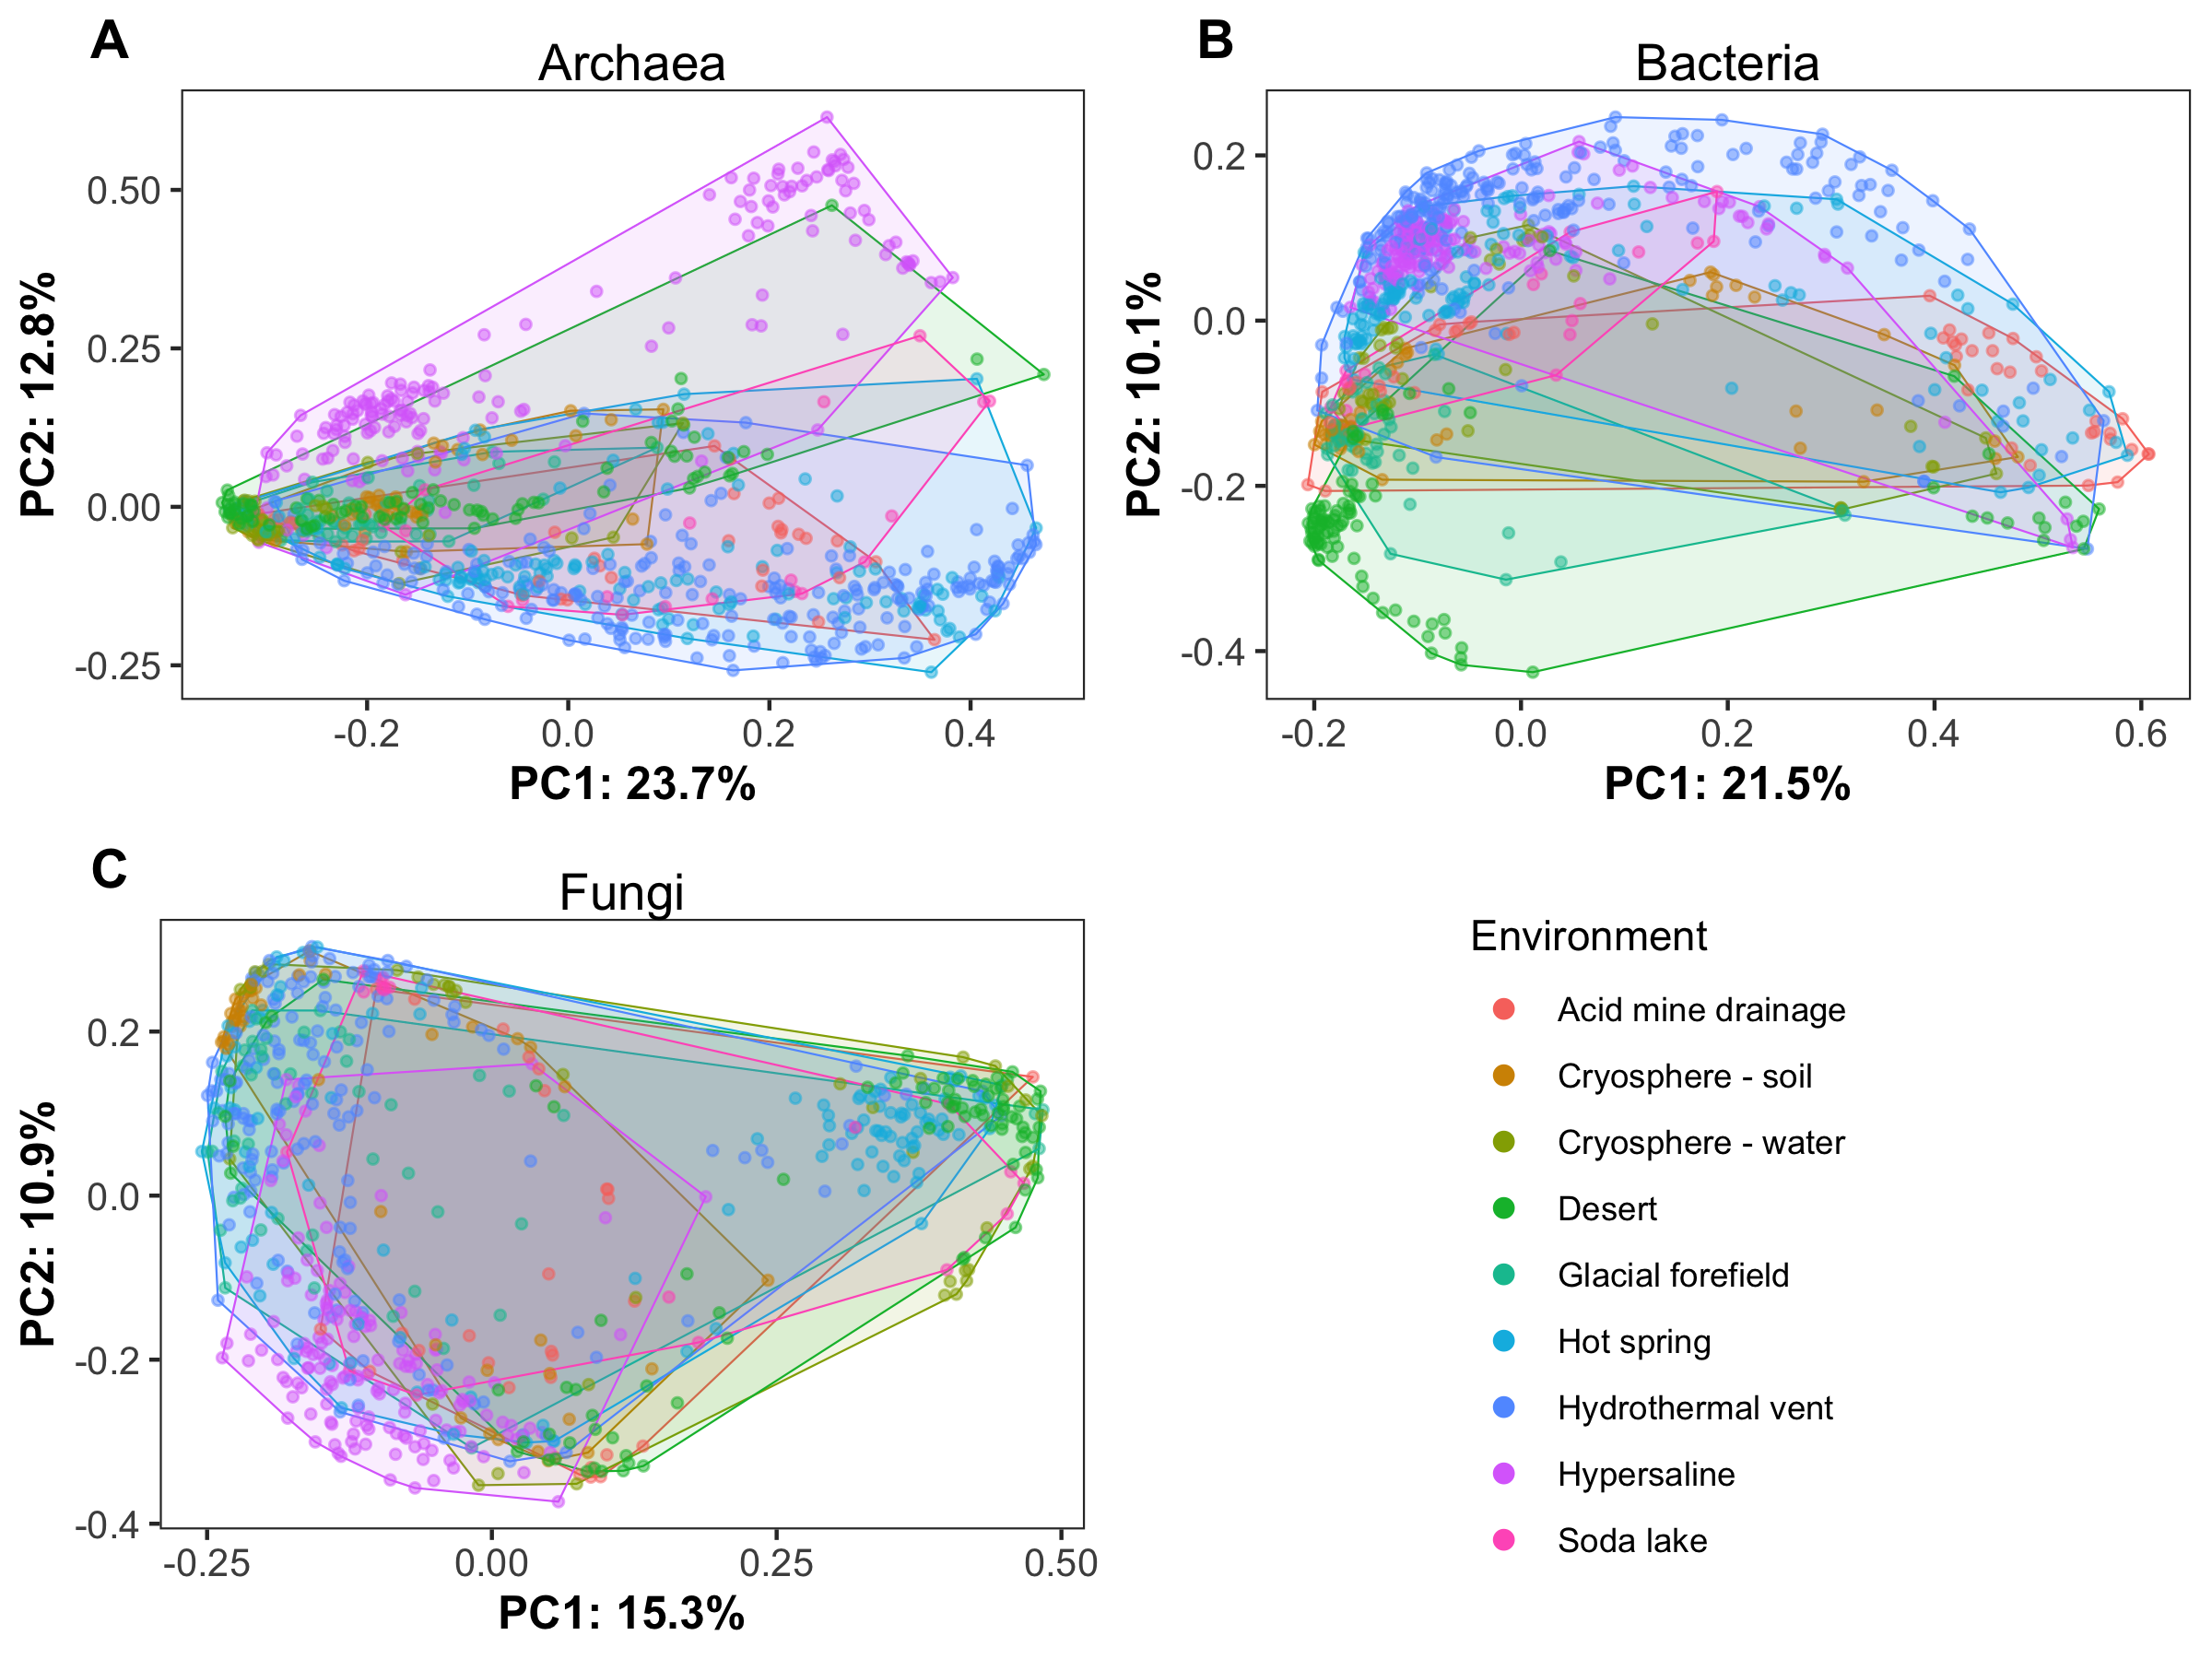 A
Archaea
PC2: 12.8%
0.50
0.25
0.00
-0.25
-0.2
0.0
0.2
0.4
PC1: 23.7%
B
Bacteria
PC2: 10.1%
0.2
0.0
-0.2
-0.4
-0.2
0.0
0.2
0.4
0.6
PC1: 21.5%
C
Fungi
PC2: 10.9%
0.2
0.0
-0.2
-0.4
-0.25
0.00
0.25
0.50
PC1: 15.3%
Environment
Acid mine drainage
Cryosphere - soil
Cryosphere - water
Desert
Glacial forefield
Hot spring
Hydrothermal vent
Hypersaline
Soda lake